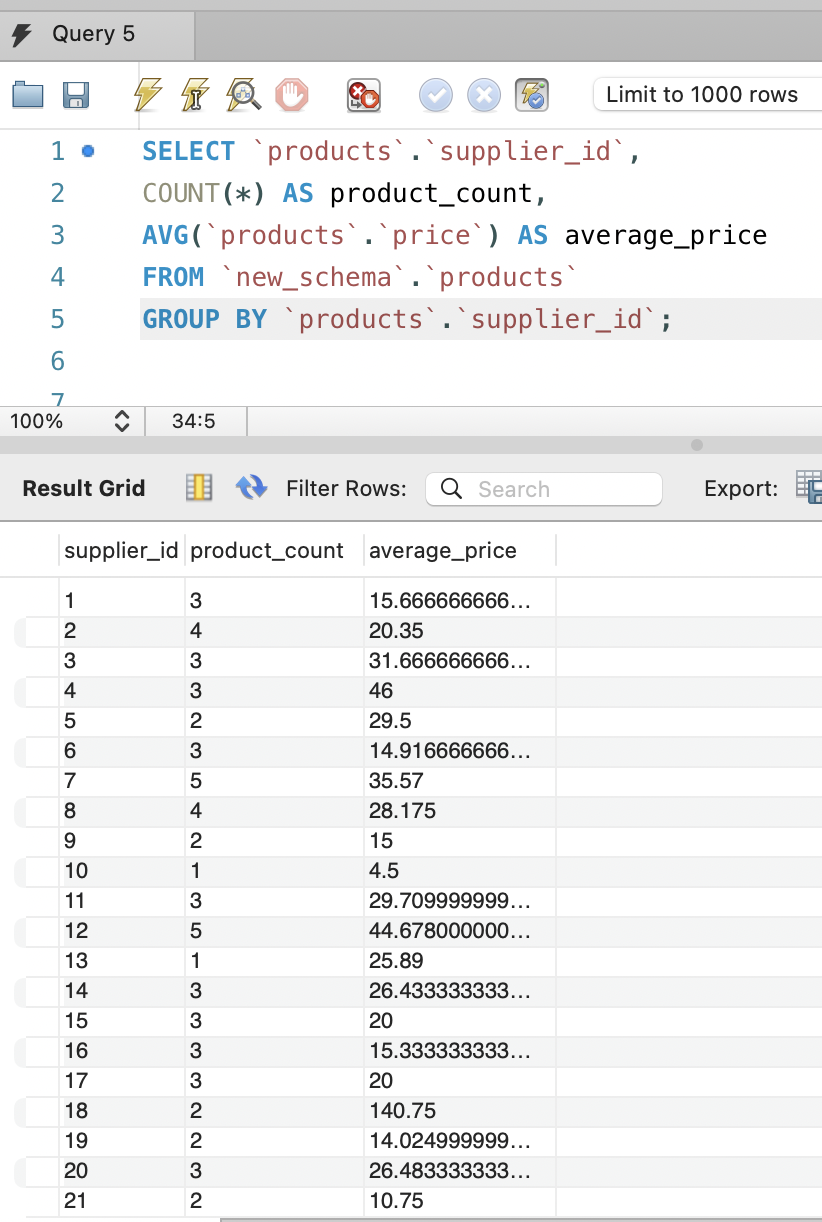 Query 5
Limit to 1000 rows
1 SELECT `products`.`supplier_id`,
2 COUNT(*) AS product_count,
3 AVG(`products`.`price`) AS average_price
4 FROM `new_schema`.`products`
5 GROUP BY `products`.`supplier_id`;
6
7
100% 34:5
Result Grid Filter Rows: Search Export:
supplier_id product_count average_price
1 3 15.666666666...
2 4 20.35
3 3 31.666666666...
4 3 46
5 2 29.5
6 3 14.916666666...
7 5 35.57
8 4 28.175
9 2 15
10 1 4.5
11 3 29.709999999...
12 5 44.678000000...
13 1 25.89
14 3 26.433333333...
15 3 20
16 3 15.333333333...
17 3 20
18 2 140.75
19 2 14.024999999...
20 3 26.483333333...
21 2 10.75